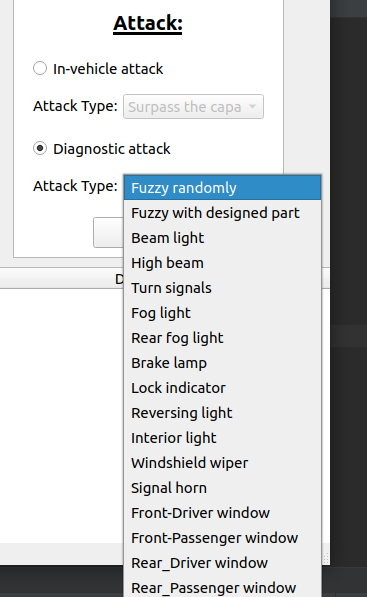 Attack:
In-vehicle attack
Attack Type: Surpass the capa
Diagnostic attack
Attack Type:
Fuzzy randomly
Fuzzy with designed part
Beam light
High beam
Turn signals
Fog light
Rear fog light
Brake lamp
Lock indicator
Reversing light
Interior light
Windshield wiper
Signal horn
Front-Driver window
Front-Passenger window
Rear_Driver window
Rear_Passenger window